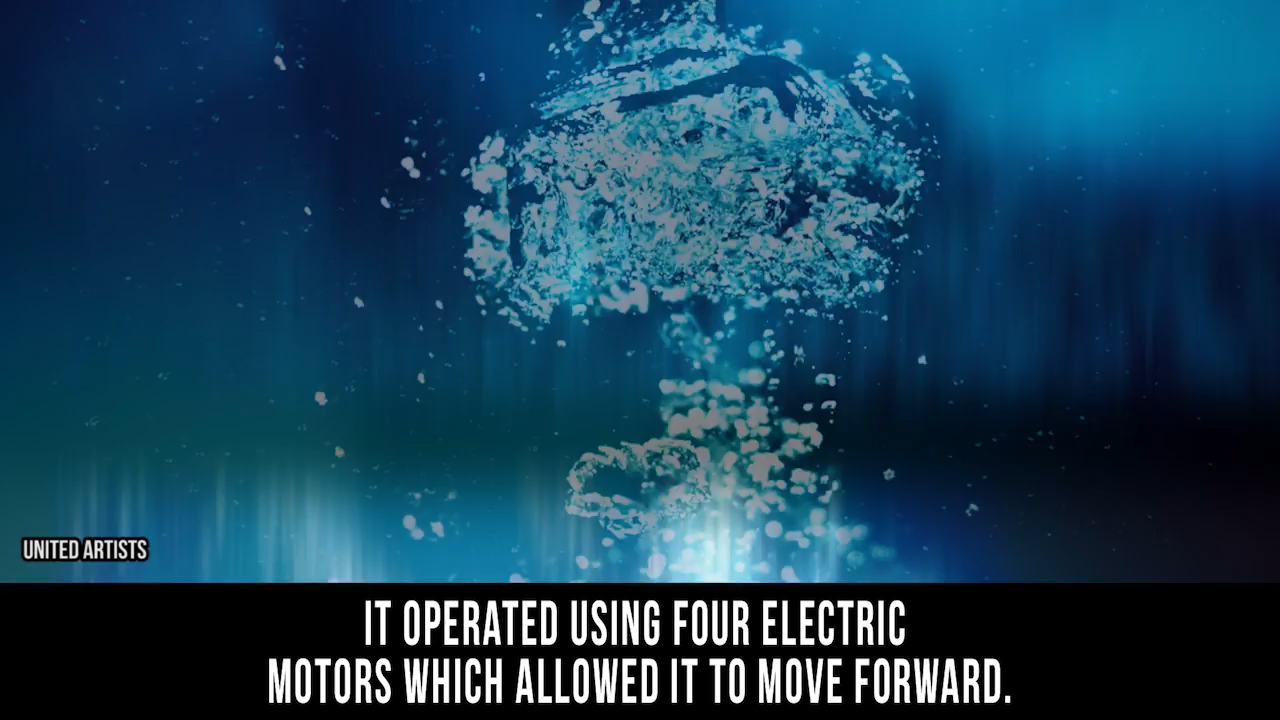 UNITED ARTISTS
IT OPERATED USING FOUR ELECTRIC
MOTORS WHICH ALLOWED IT TO MOVE FORWARD.